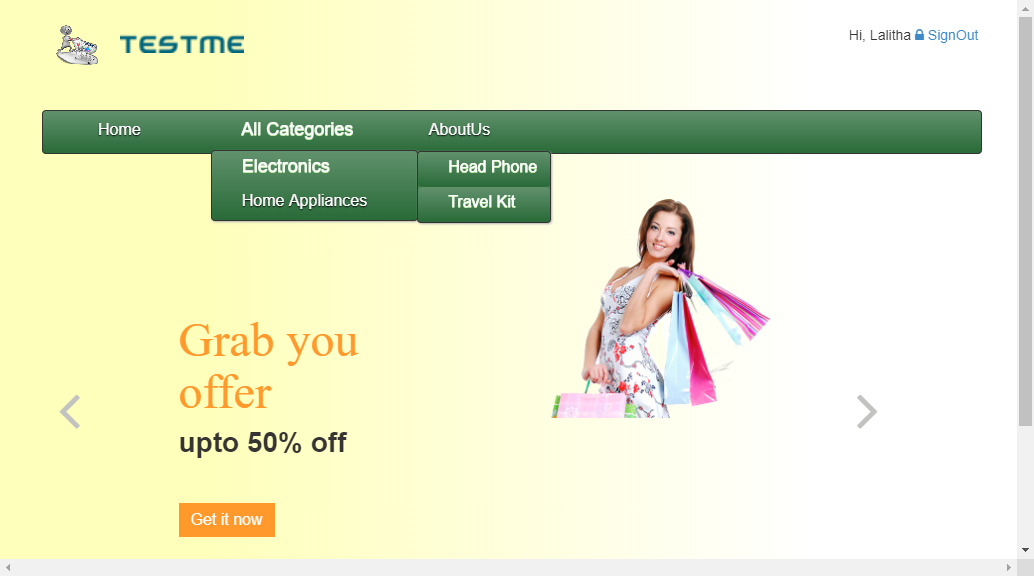 TESTME
Hi, Lalitha SignOut
Home All Categories AboutUs
Electronics Head Phone
Home Appliances Travel Kit
Grab you
offer
upto 50% off
Get it now